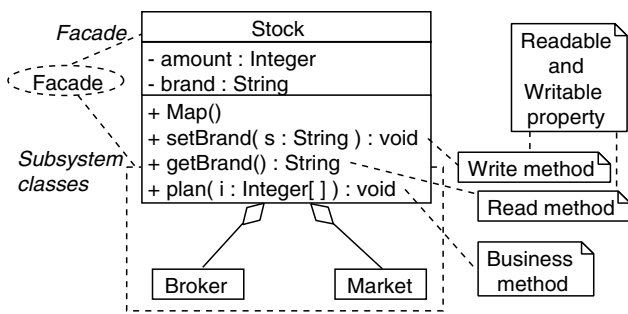 Facade
Stock
- amount : Integer
- brand : String
Facade
+ Map()
+ setBrand( s : String ) : void
+ getBrand() : String
+ plan( i : Integer[ ] ) : void
Subsystem
classes
Broker
Market
Readable
and
Writable
property
Write method
Read method
Business
method